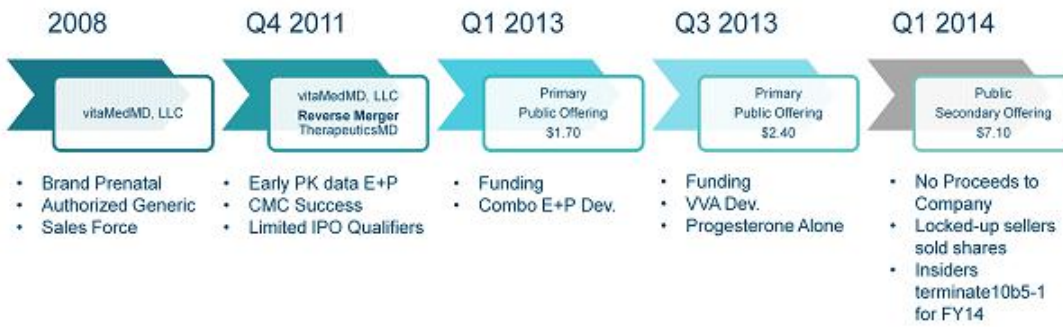 2008
vitaMedMD, LLC
• Brand Prenatal
• Authorized Generic
• Sales Force
Q4 2011
vitaMedMD, LLC
Reverse Merger
TherapeuticsMD
• Early PK data E+P
• CMC Success
• Limited IPO Qualifiers
Q1 2013
Primary
Public Offering
$1.70
• Funding
• Combo E+P Dev.
Q3 2013
Primary
Public Offering
$2.40
• Funding
• VVA Dev.
• Progesterone Alone
Q1 2014
Public
Secondary Offering
$7.10
• No Proceeds to
Company
• Locked-up sellers
sold shares
• Insiders
terminate10b5-1
for FY14